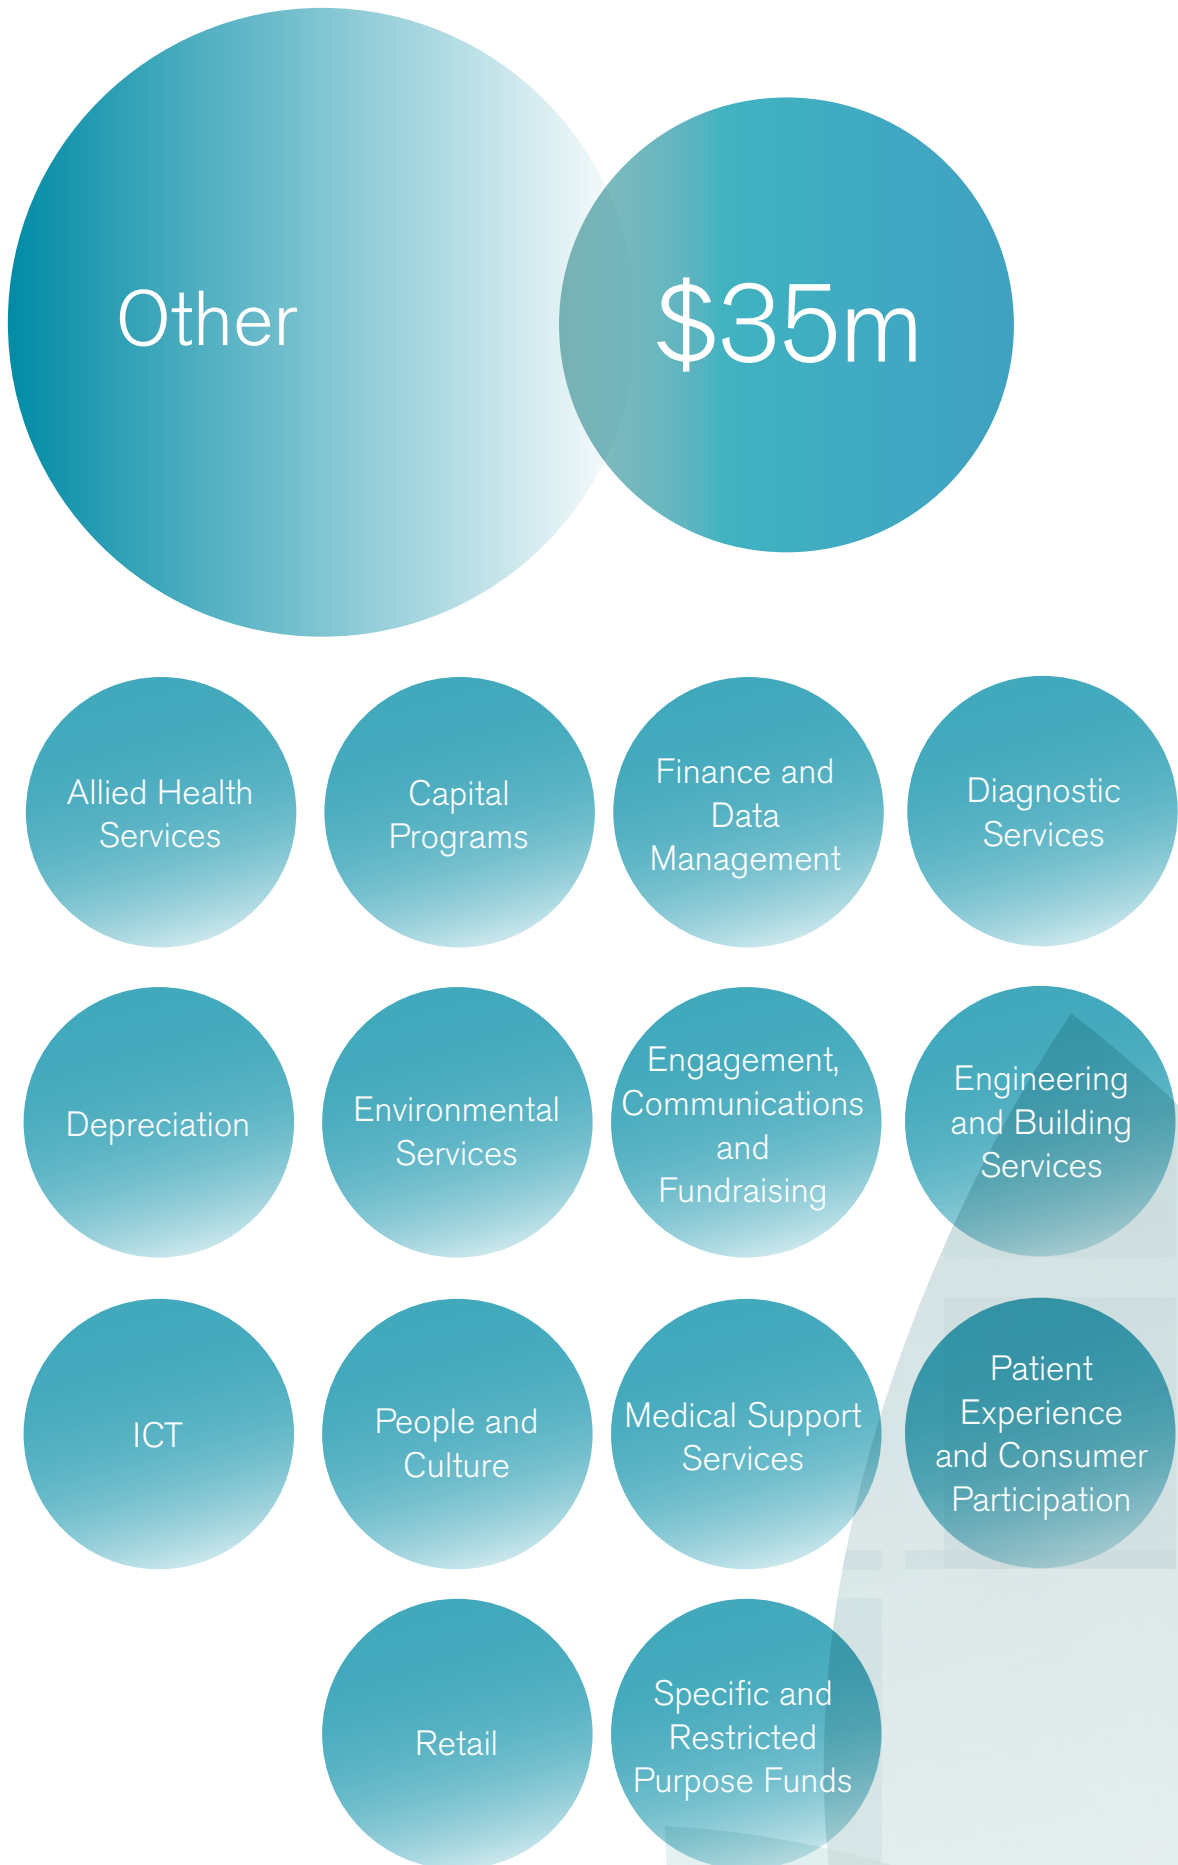 Other
$35m
Allied Health
Services
Capital
Programs
Finance and
Data
Management
Diagnostic
Services
Depreciation
Environmental
Services
Engagement,
Communications
and
Fundraising
Engineering
and Building
Services
ICT
People and
Culture
Medical Support
Services
Patient
Experience
and Consumer
Participation
Retail
Specific and
Restricted
Purpose Funds